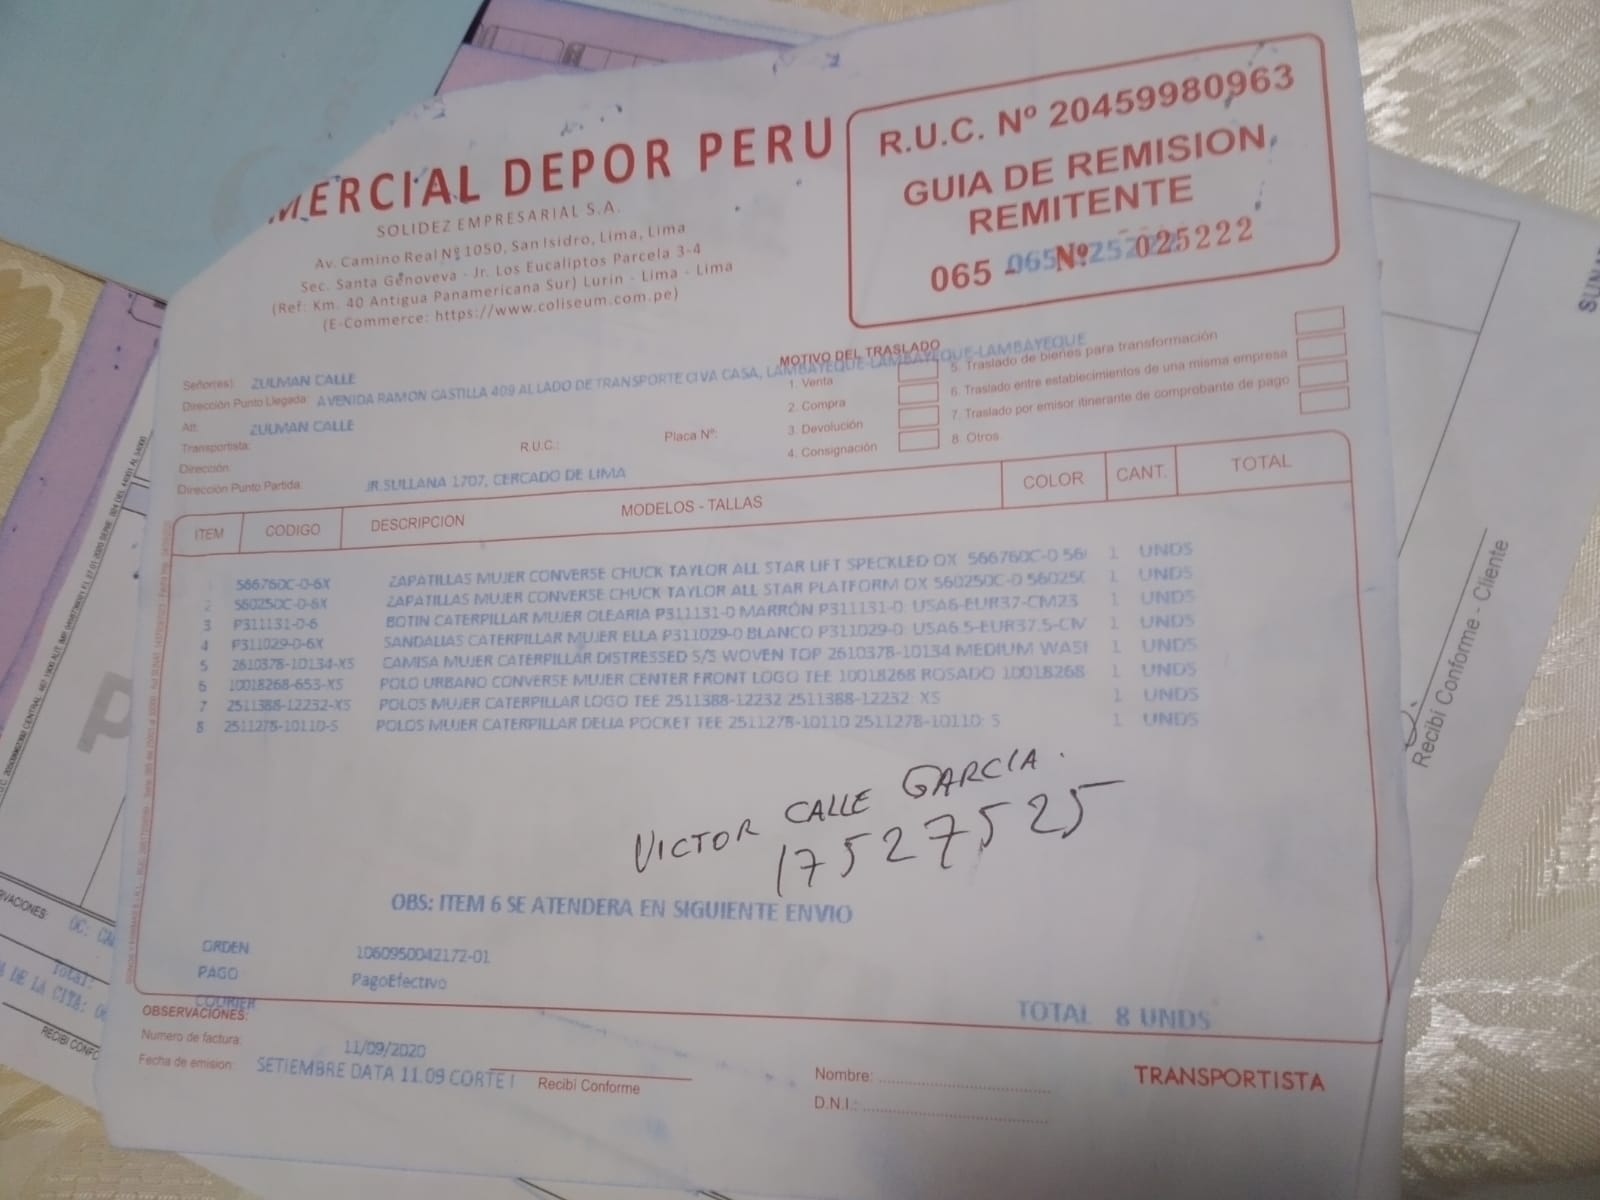 MERCIAL DEPOR PERU
SOLIDEZ EMPRESARIAL S.A.
Av. Camino Real Nº 1050, San Isidro, Lima, Lima
Sec. Santa Genoveva - Jr. Los Eucaliptos Parcela 3-4
(Ref: Km. 40 Antigua Panamericana Sur) Lurin - Lima - Lima
(E-Commerce: https://www.coliseum.com.pe)
R.U.C. Nº 20459980963
GUIA DE REMISION
REMITENTE
065 - Nº 025222
Señor(es): ZULMAN CALLE
Dirección Punto Llegada: AVENIDA RAMON CASTILLA 409 AL LADO DE TRANSPORTE CIVA CASA, LAMBAYEQUE-LAMBAYEQUE-LAMBAYEQUE
Att: ZULMAN CALLE
Transportista: R.U.C.: Placa Nº:
Dirección:
Dirección Punto Partida: JR.SULLANA 1707, CERCADO DE LIMA
MOTIVO DEL TRASLADO
1. Venta
2. Compra
3. Devolución
4. Consignación
5. Traslado de bienes para transformación
6. Traslado entre establecimientos de una misma empresa
7. Traslado por emisor itinerante de comprobante de pago
8. Otros
ITEM CODIGO DESCRIPCION MODELOS - TALLAS COLOR CANT. TOTAL
1 566760C-0-6X ZAPATILLAS MUJER CONVERSE CHUCK TAYLOR ALL STAR LIFT SPECKLED OX 566760C-0 1 UNDS
2 560250C-0-6X ZAPATILLAS MUJER CONVERSE CHUCK TAYLOR ALL STAR PLATFORM OX 560250C-0 560250C 1 UNDS
3 P311131-0-6 BOTIN CATERPILLAR MUJER OLEARIA P311131-0 MARRÓN P311131-0: USA6-EUR37-CM23 1 UNDS
4 P311029-0-6X SANDALIAS CATERPILLAR MUJER ELLA P311029-0 BLANCO P311029-0: USA6.5-EUR37.5-CM 1 UNDS
5 2610378-10134-XS CAMISA MUJER CATERPILLAR DISTRESSED S/S WOVEN TOP 2610378-10134 MEDIUM WASH 1 UNDS
6 10018268-653-XS POLO URBANO CONVERSE MUJER CENTER FRONT LOGO TEE 10018268 ROSADO 10018268 1 UNDS
7 2511388-12232-XS POLOS MUJER CATERPILLAR LOGO TEE 2511388-12232 2511388-12232: XS 1 UNDS
8 2511278-10110-S POLOS MUJER CATERPILLAR DELIA POCKET TEE 2511278-10110 2511278-10110: S 1 UNDS
VICTOR CALLE GARCIA.
17527525
OBS: ITEM 6 SE ATENDERA EN SIGUIENTE ENVIO
ORDEN 1060950042172-01
PAGO PagoEfectivo
COURIER
TOTAL 8 UNDS
OBSERVACIONES:
Numero de factura:
11/09/2020
Fecha de emision: SETIEMBRE DATA 11.09 CORTE I
Recibí Conforme
Nombre:
D.N.I.:
TRANSPORTISTA
Recibí Conforme - Cliente
Total: